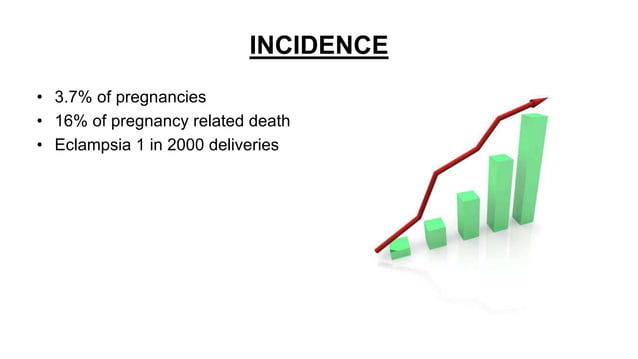 INCIDENCE
• 3.7% of pregnancies
• 16% of pregnancy related death
• Eclampsia 1 in 2000 deliveries